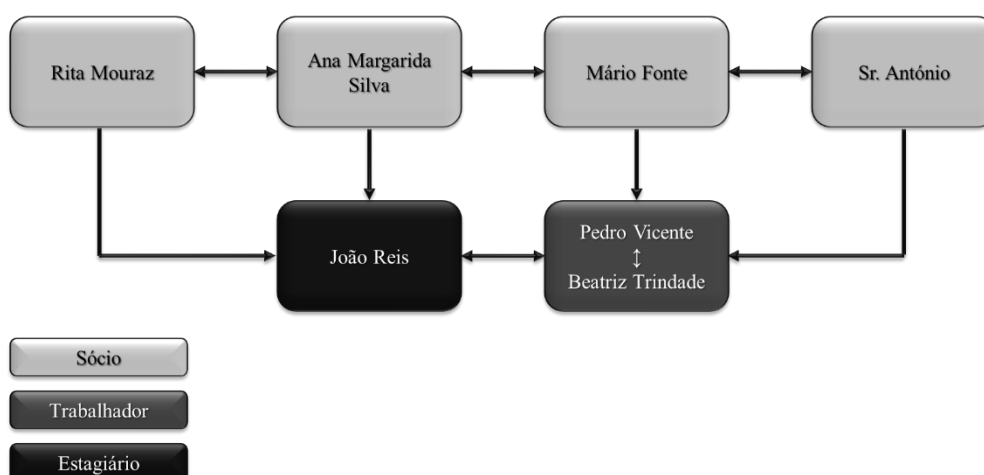 Rita Mouraz
Ana Margarida
Silva
Mário Fonte
Sr. António
João Reis
Pedro Vicente
↕
Beatriz Trindade
Sócio
Trabalhador
Estagiário